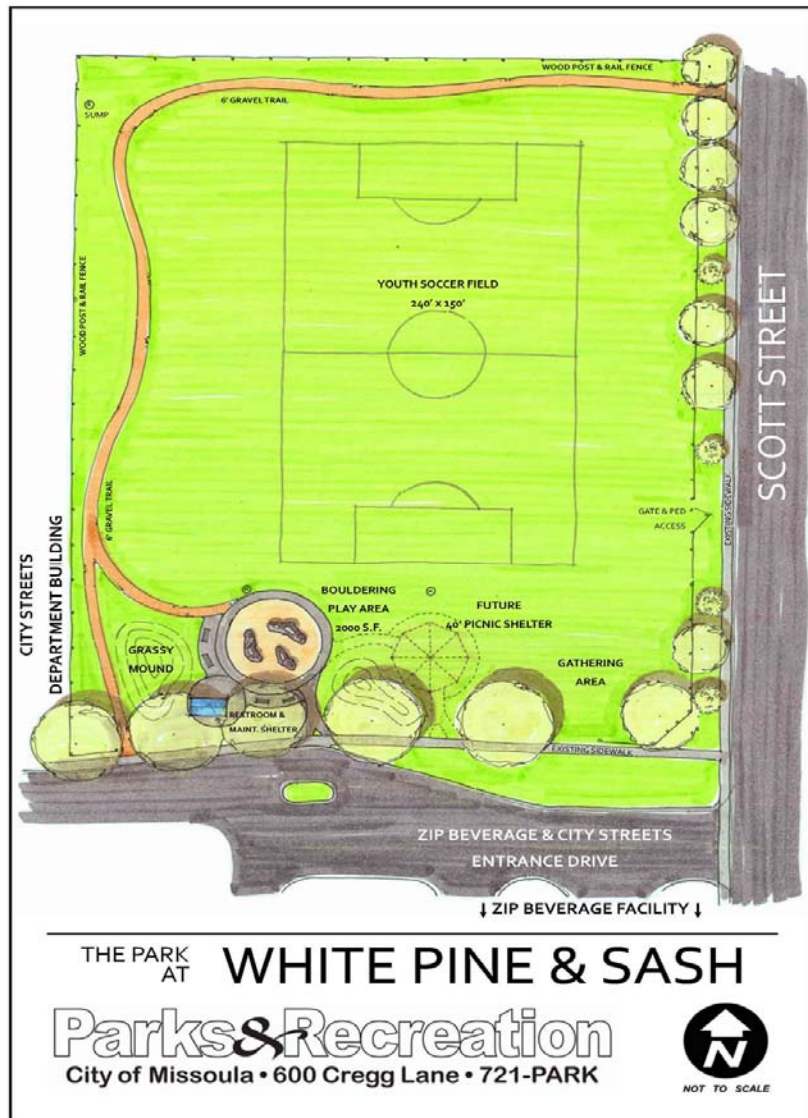 WOOD POST & RAIL FENCE
6' GRAVEL TRAIL
SUMP
WOOD POST & RAIL FENCE
YOUTH SOCCER FIELD
240' X 150'
SCOTT STREET
6' GRAVEL TRAIL
GATE & PED
ACCESS
EXISTING SIDEWALK
CITY STREETS
DEPARTMENT BUILDING
BOULDERING
PLAY AREA
2000 S.F.
FUTURE
40' PICNIC SHELTER
GRASSY
MOUND
GATHERING
AREA
RESTROOM &
MAINT. SHELTER
EXISTING SIDEWALK
ZIP BEVERAGE & CITY STREETS
ENTRANCE DRIVE
↓ ZIP BEVERAGE FACILITY ↓
THE PARK
AT
WHITE PINE & SASH
Parks & Recreation
City of Missoula • 600 Cregg Lane • 721-PARK
N
NOT TO SCALE